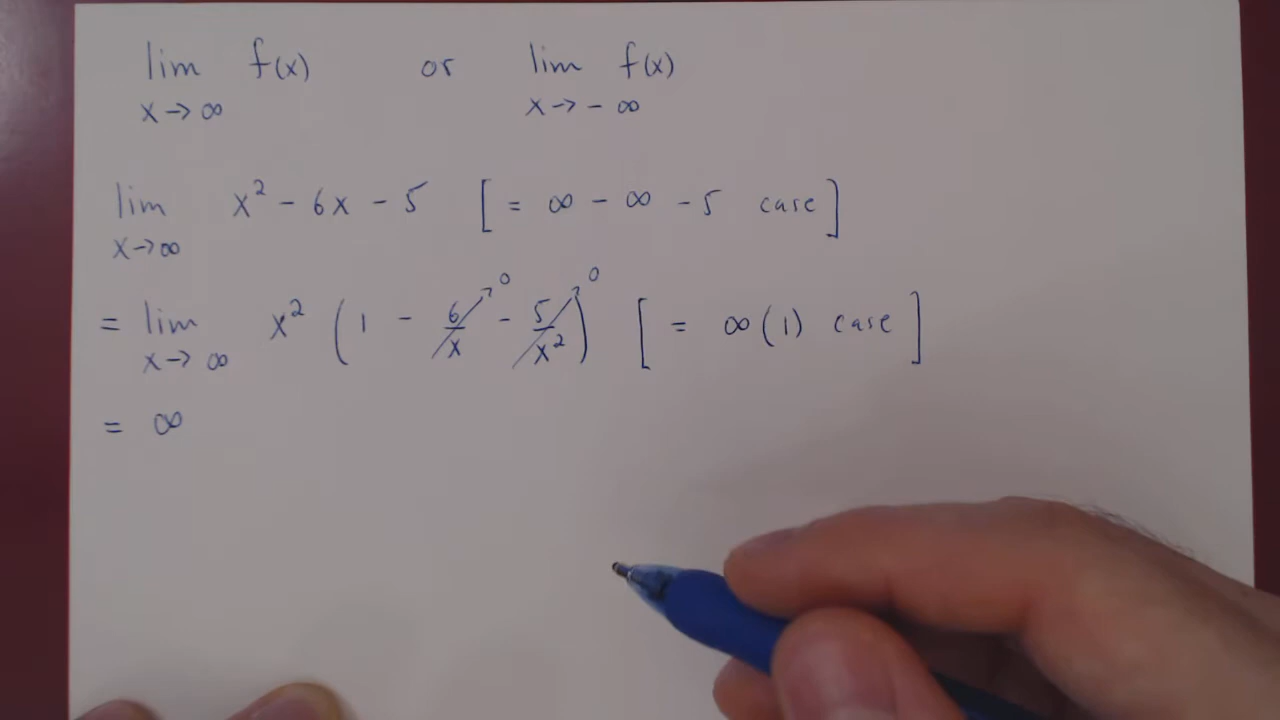 lim f(x) or lim f(x)
x→∞ x→-∞
lim x² - 6x - 5 [= ∞ - ∞ - 5 case]
x→∞
= lim x² (1 - 6/x - 5/x²) [= ∞(1) case]
x→∞ 0 0
= ∞